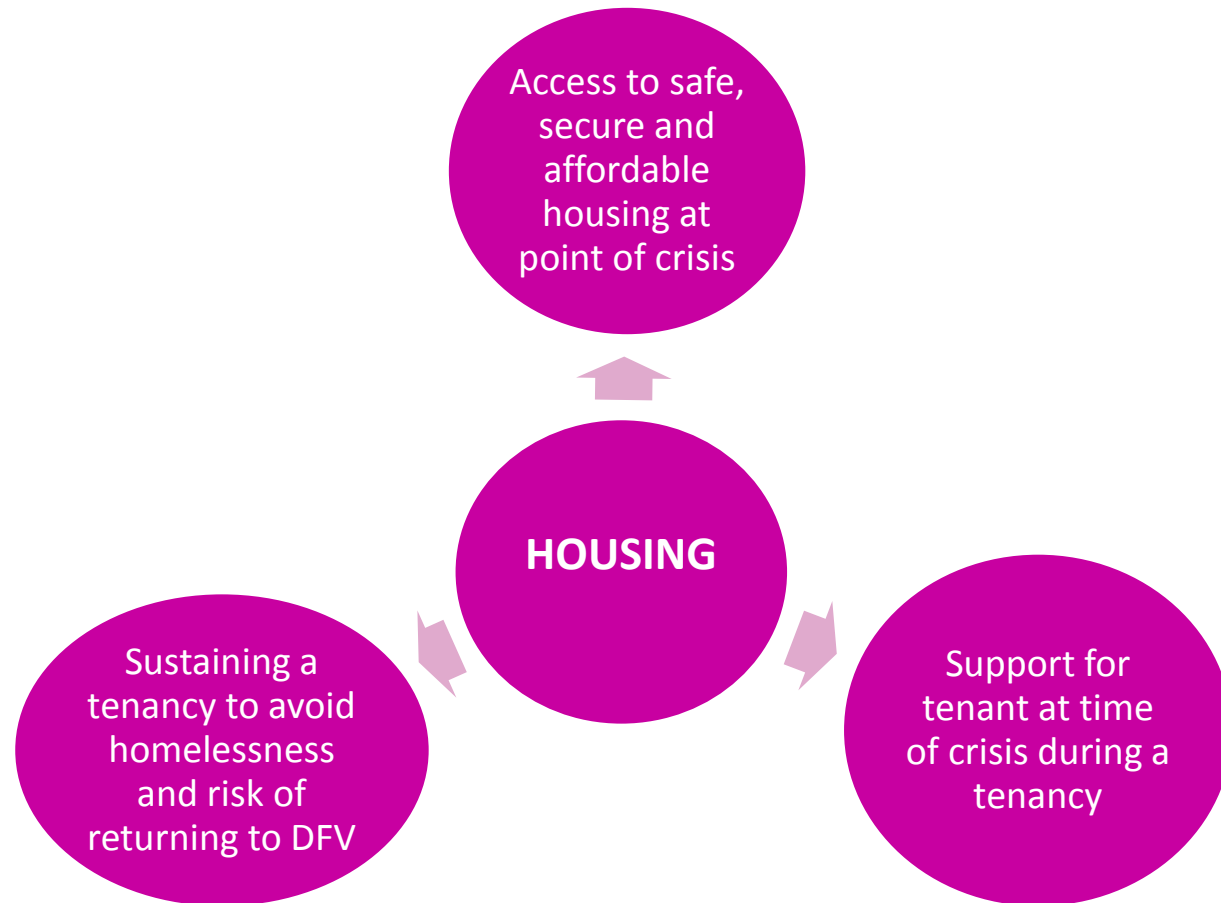 Access to safe,
secure and
affordable
housing at
point of crisis
HOUSING
Sustaining a
tenancy to avoid
homelessness
and risk of
returning to DFV
Support for
tenant at time
of crisis during a
tenancy